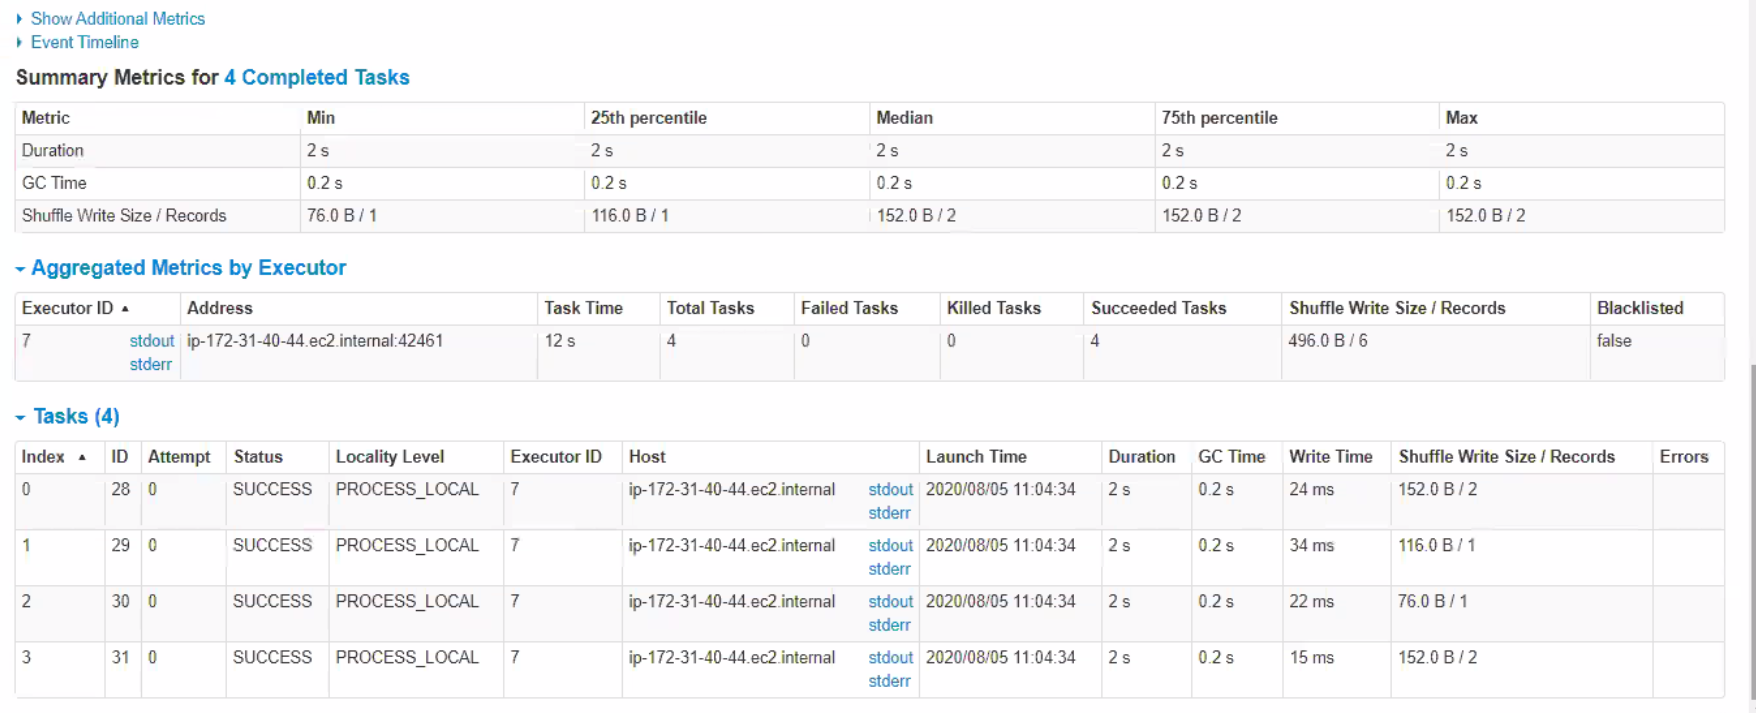 Show Additional Metrics
Event Timeline
Summary Metrics for 4 Completed Tasks
Metric Min 25th percentile Median 75th percentile Max
Duration 2 s 2 s 2 s 2 s 2 s
GC Time 0.2 s 0.2 s 0.2 s 0.2 s 0.2 s
Shuffle Write Size / Records 76.0 B / 1 116.0 B / 1 152.0 B / 2 152.0 B / 2 152.0 B / 2
Aggregated Metrics by Executor
Executor ID Address Task Time Total Tasks Failed Tasks Killed Tasks Succeeded Tasks Shuffle Write Size / Records Blacklisted
7 stdout ip-172-31-40-44.ec2.internal:42461 12 s 4 0 0 4 496.0 B / 6 false
stderr
Tasks (4)
Index ID Attempt Status Locality Level Executor ID Host Launch Time Duration GC Time Write Time Shuffle Write Size / Records Errors
0 28 0 SUCCESS PROCESS_LOCAL 7 ip-172-31-40-44.ec2.internal stdout 2020/08/05 11:04:34 2 s 0.2 s 24 ms 152.0 B / 2
stderr
1 29 0 SUCCESS PROCESS_LOCAL 7 ip-172-31-40-44.ec2.internal stdout 2020/08/05 11:04:34 2 s 0.2 s 34 ms 116.0 B / 1
stderr
2 30 0 SUCCESS PROCESS_LOCAL 7 ip-172-31-40-44.ec2.internal stdout 2020/08/05 11:04:34 2 s 0.2 s 22 ms 76.0 B / 1
stderr
3 31 0 SUCCESS PROCESS_LOCAL 7 ip-172-31-40-44.ec2.internal stdout 2020/08/05 11:04:34 2 s 0.2 s 15 ms 152.0 B / 2
stderr